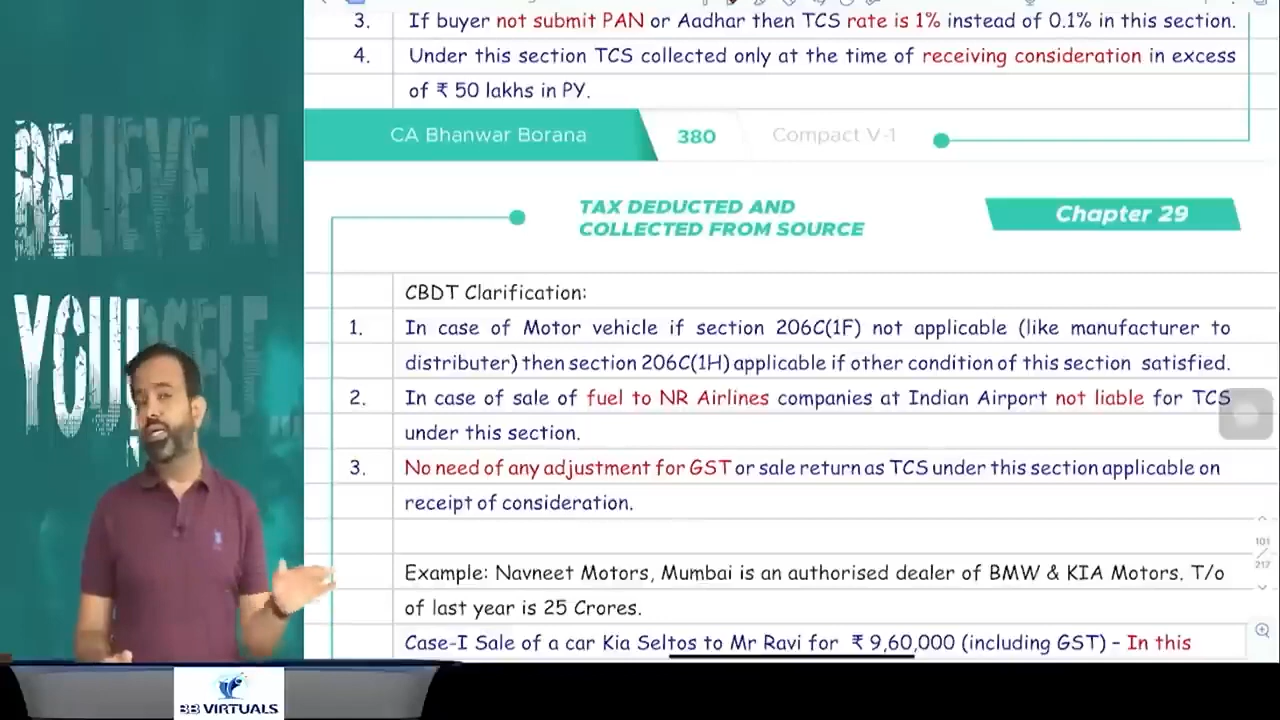 BELIEVE IN
YOURSELF
3. If buyer not submit PAN or Aadhar then TCS rate is 1% instead of 0.1% in this section.
4. Under this section TCS collected only at the time of receiving consideration in excess
of ₹ 50 lakhs in PY.
CA Bhanwar Borana 380 Compact V-1
TAX DEDUCTED AND
COLLECTED FROM SOURCE
Chapter 29
CBDT Clarification:
1. In case of Motor vehicle if section 206C(1F) not applicable (like manufacturer to
distributer) then section 206C(1H) applicable if other condition of this section satisfied.
2. In case of sale of fuel to NR Airlines companies at Indian Airport not liable for TCS
under this section.
3. No need of any adjustment for GST or sale return as TCS under this section applicable on
receipt of consideration.
Example: Navneet Motors, Mumbai is an authorised dealer of BMW & KIA Motors. T/o
of last year is 25 Crores.
Case-I Sale of a car Kia Seltos to Mr Ravi for ₹ 9,60,000 (including GST) – In this
101
/
217
BB VIRTUALS